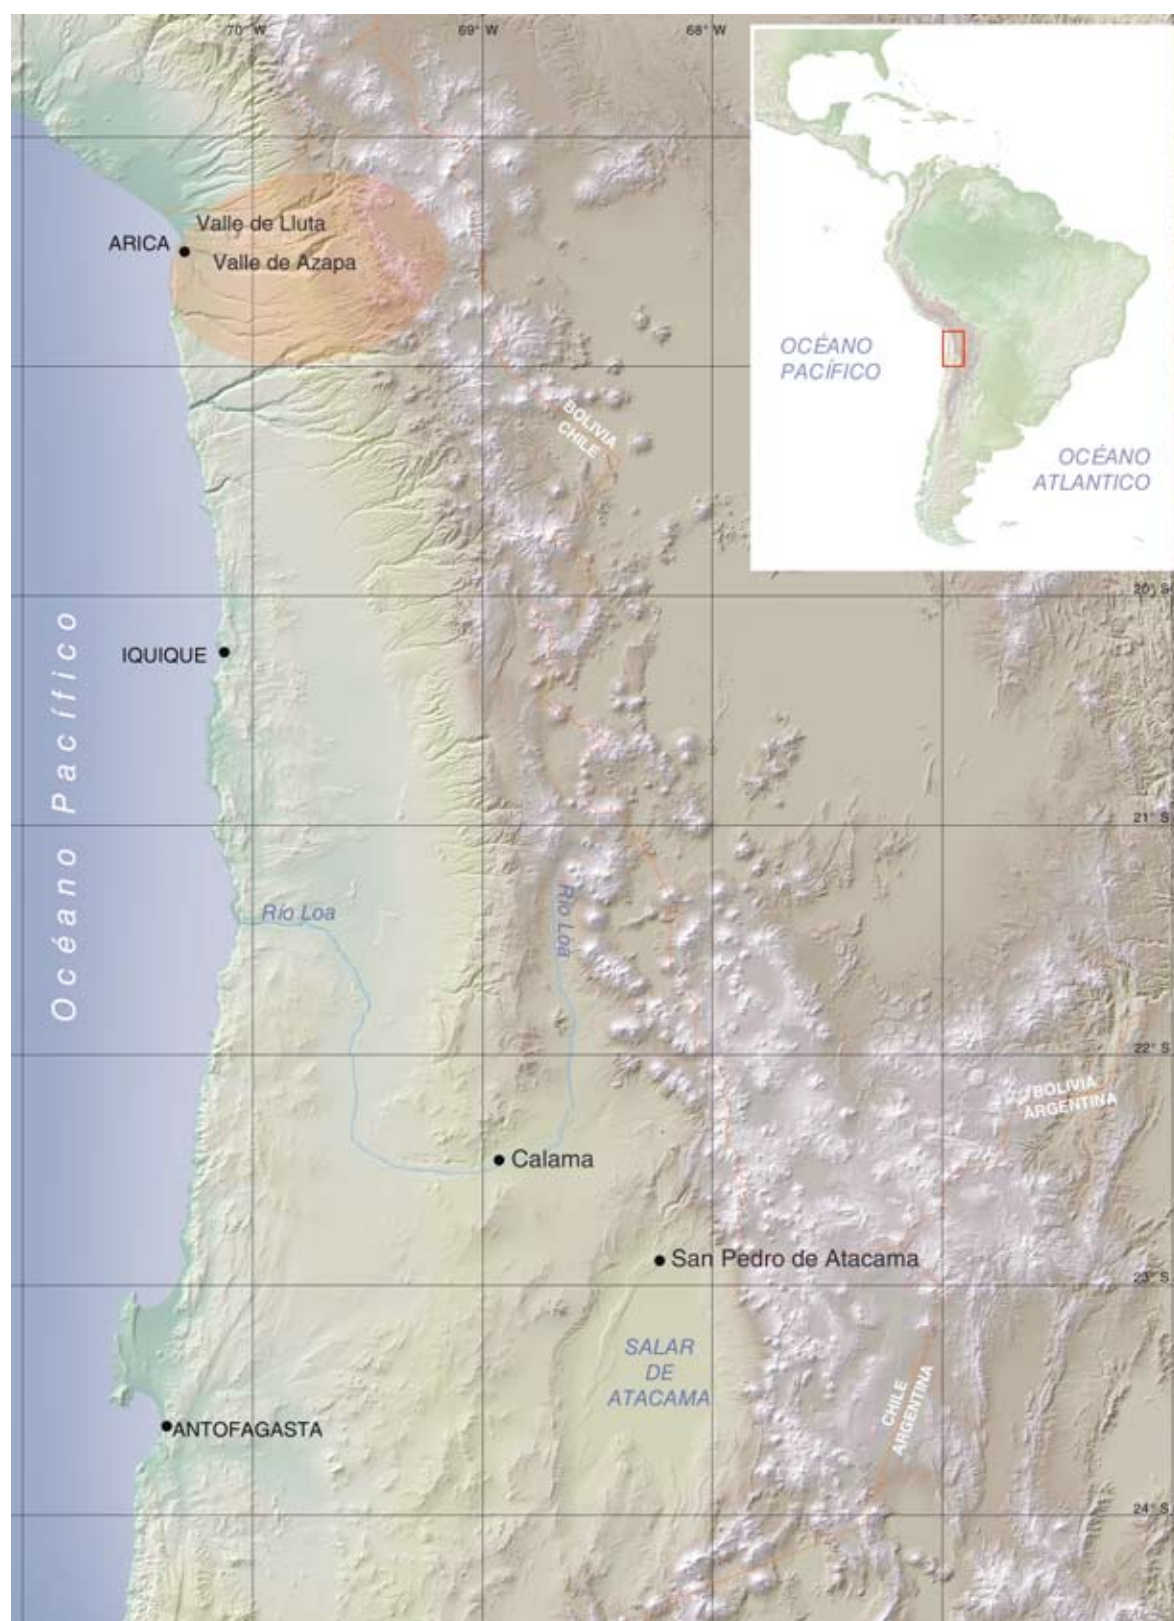 70° W
69° W
68° W
Valle de Lluta
ARICA
Valle de Azapa
OCÉANO
PACÍFICO
OCÉANO
ATLANTICO
BOLIVIA
CHILE
20° S
IQUIQUE
Océano Pacífico
21° S
Río Loa
Río Loa
22° S
BOLIVIA
ARGENTINA
Calama
San Pedro de Atacama
23° S
SALAR
DE
ATACAMA
CHILE
ARGENTINA
ANTOFAGASTA
24° S